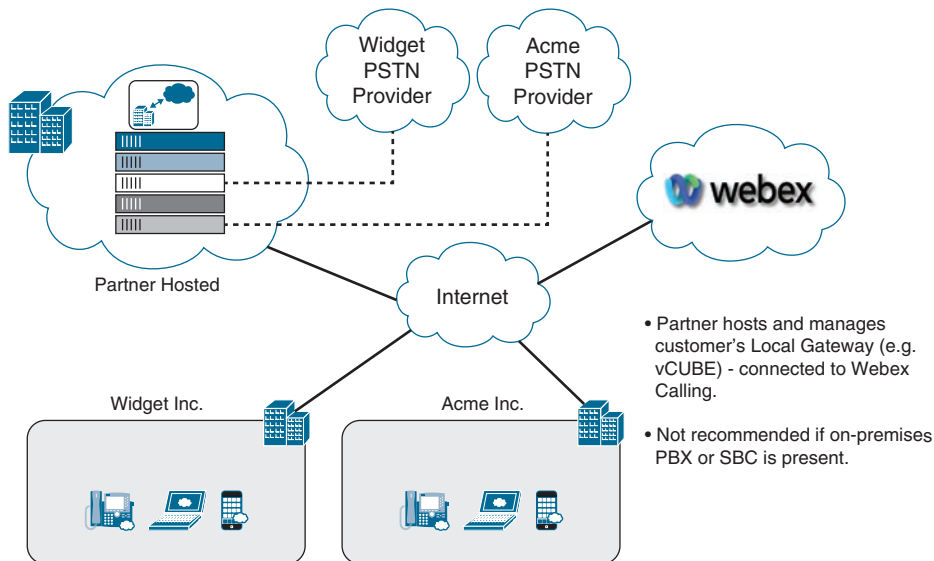 Widget
PSTN
Provider
Acme
PSTN
Provider
webex
Partner Hosted
Internet
• Partner hosts and manages
customer's Local Gateway (e.g.
vCUBE) - connected to Webex
Calling.
• Not recommended if on-premises
PBX or SBC is present.
Widget Inc.
Acme Inc.